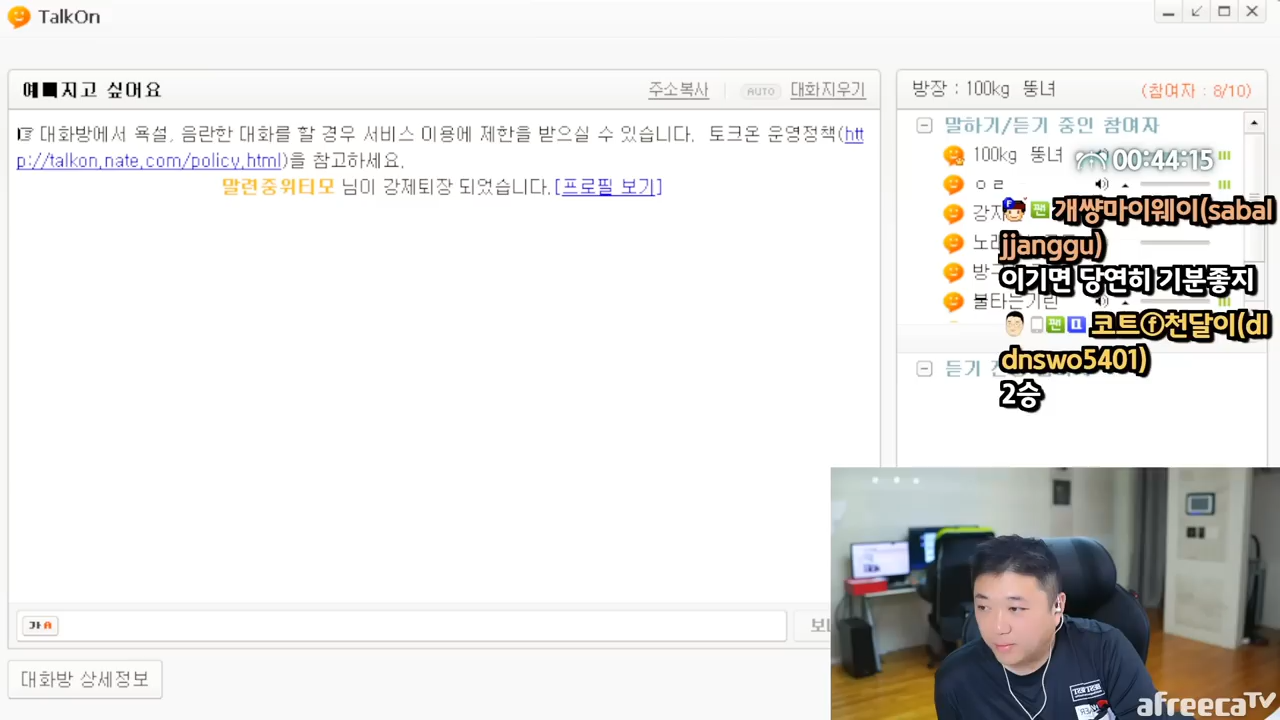 TalkOn
예■지고 싶어요
주소복사
AUTO
대화지우기
☞ 대화방에서 욕설, 음란한 대화를 할 경우 서비스 이용에 제한을 받으실 수 있습니다. 토크온 운영정책(htt
p://talkon.nate.com/policy.html)을 참고하세요.
말련중위티모 님이 강제퇴장 되었습니다.[프로필 보기]
방장 : 100kg 뚱녀
(참여자 : 8/10)
말하기/듣기 중인 참여자
100kg 뚱녀
00:44:15
ㅇㄹ
개썅마이웨이(sabal
jjanggu)
이기면 당연히 기분좋지
불타는기린
코트ⓕ천달이(dl
dnswo5401)
2승
듣기
가
대화방 상세정보
afreecaTV